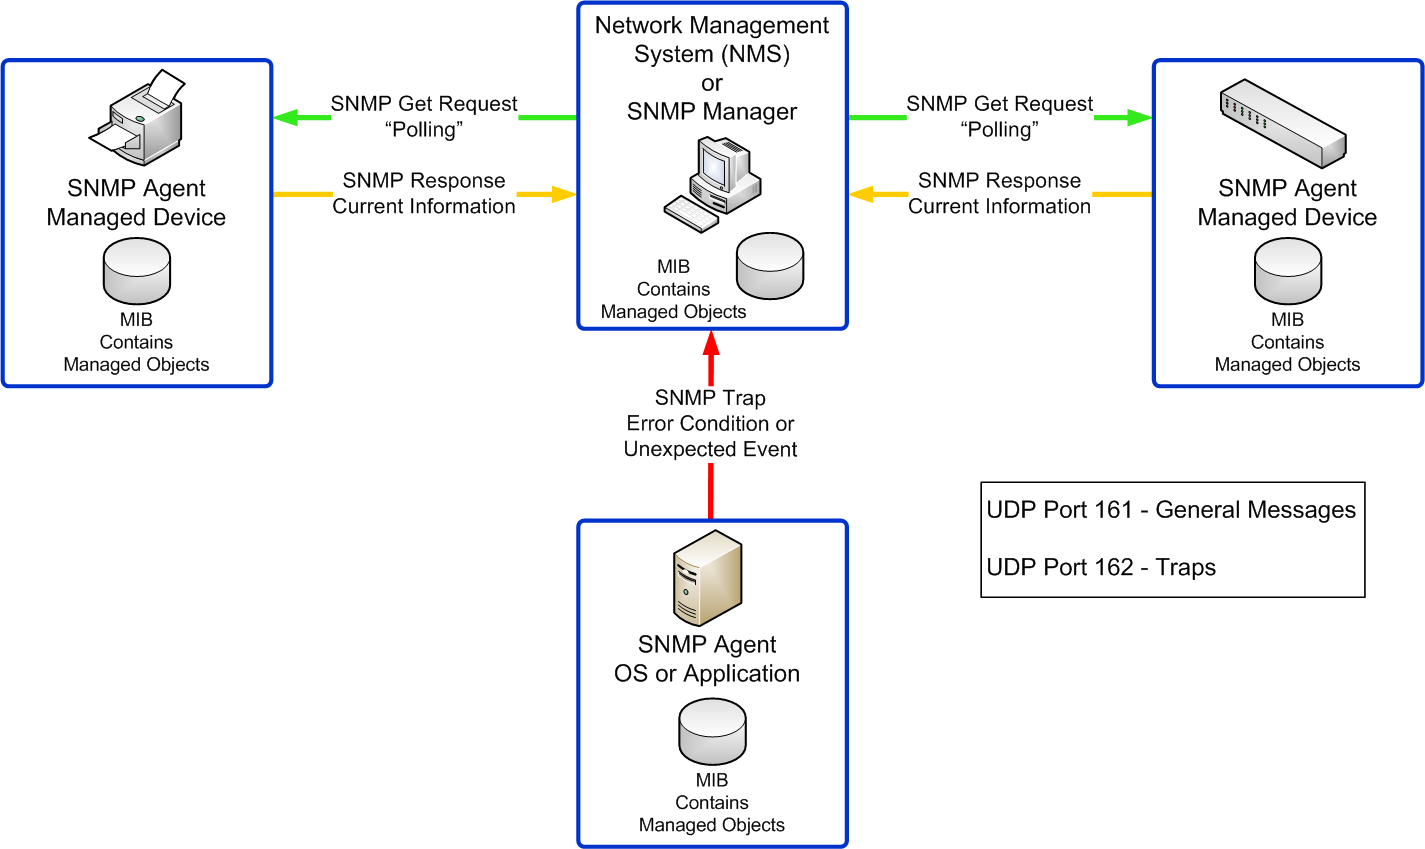 Network Management
System (NMS)
or
SNMP Manager
MIB
Contains
Managed Objects
SNMP Get Request
“Polling”
SNMP Response
Current Information
SNMP Agent
Managed Device
MIB
Contains
Managed Objects
SNMP Get Request
“Polling”
SNMP Response
Current Information
SNMP Agent
Managed Device
MIB
Contains
Managed Objects
SNMP Trap
Error Condition or
Unexpected Event
SNMP Agent
OS or Application
MIB
Contains
Managed Objects
UDP Port 161 - General Messages
UDP Port 162 - Traps